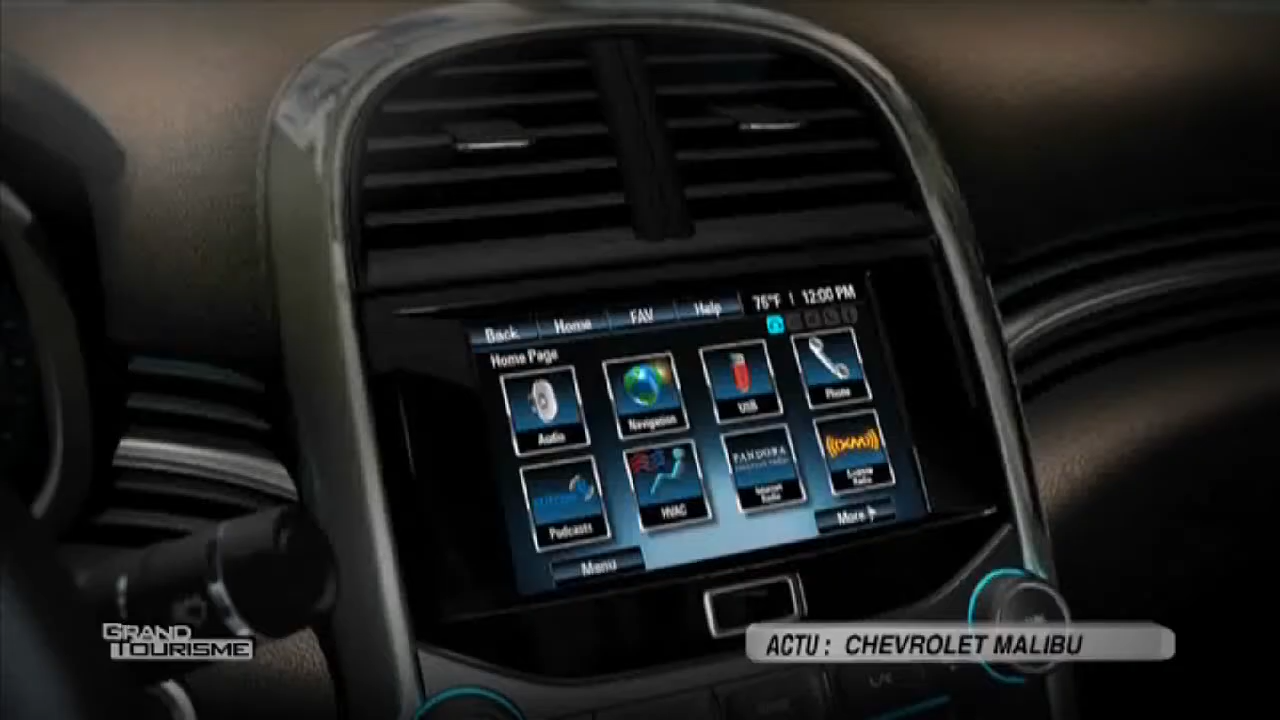 Back Home FAV Help 76°F 12:00 PM
Home Page
Audio Navigation USB Phone
PANDORA
(XM)
Podcasts HVAC Internet Radio Radio
Menu More
GRAND TOURISME
ACTU : CHEVROLET MALIBU